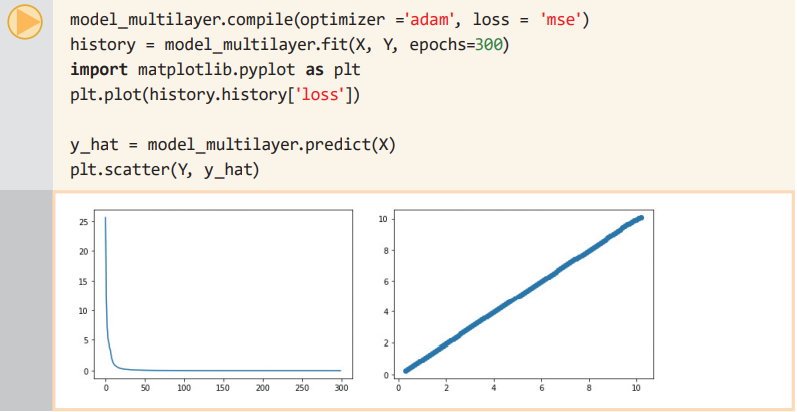 model_multilayer.compile(optimizer ='adam', loss = 'mse')
history = model_multilayer.fit(X, Y, epochs=300)
import matplotlib.pyplot as plt
plt.plot(history.history['loss'])
y_hat = model_multilayer.predict(X)
plt.scatter(Y, y_hat)
25
20
15
10
5
0
0 50 100 150 200 250 300
10
8
6
4
2
0
0 2 4 6 8 10